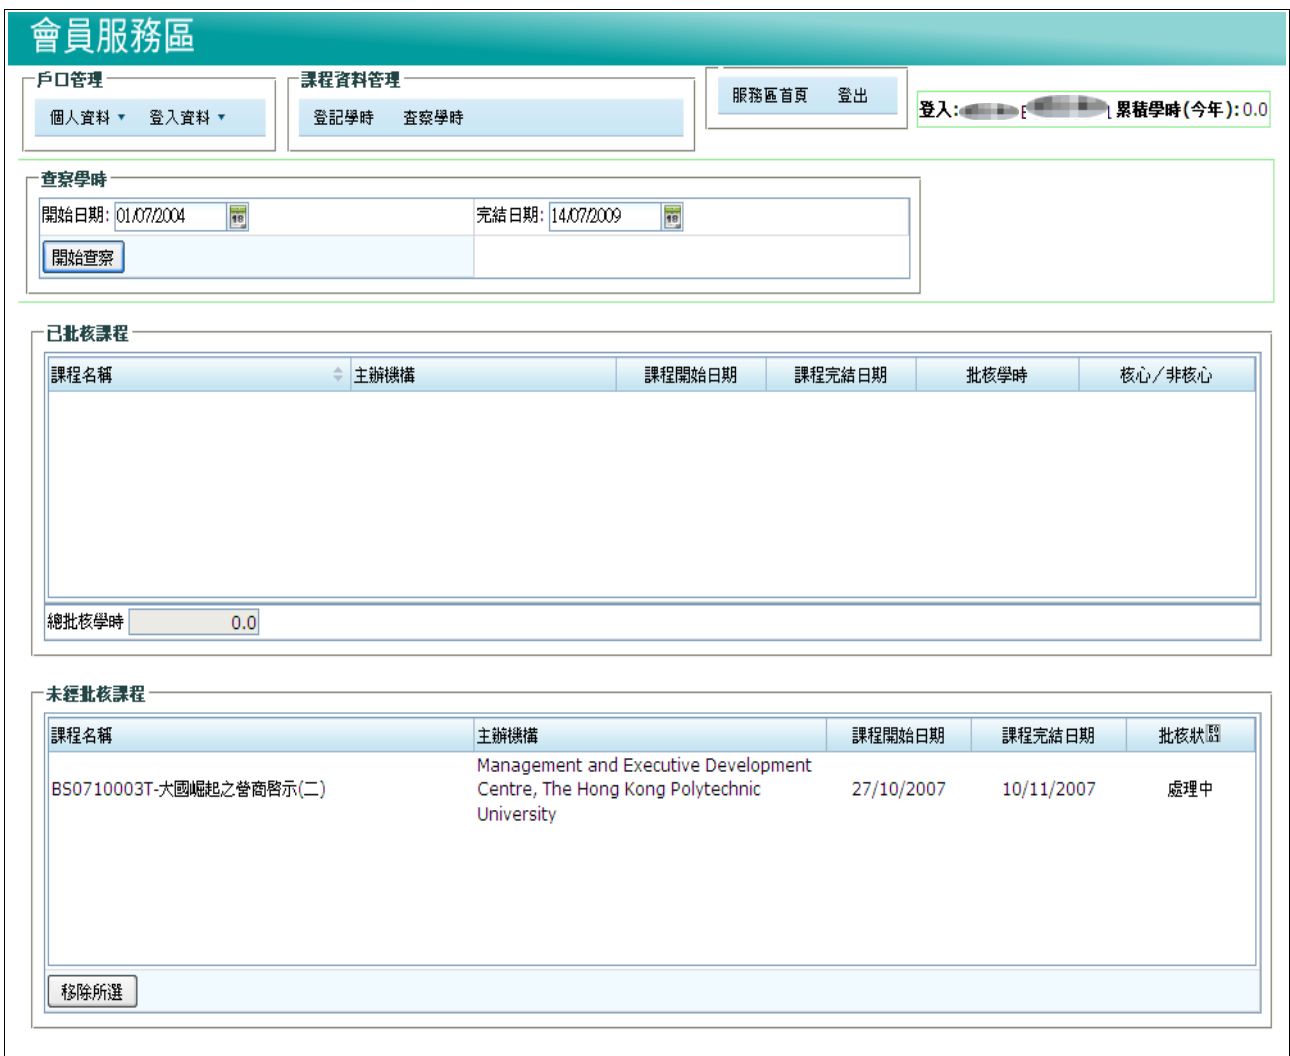 會員服務區
戶口管理
個人資料 登入資料
課程資料管理
登記學時 查察學時
服務區首頁 登出
登入: 累積學時(今年):0.0
查察學時
開始日期: 01/07/2004 完結日期: 14/07/2009
開始查察
已批核課程
課程名稱 主辦機構 課程開始日期 課程完結日期 批核學時 核心／非核心
總批核學時 0.0
未經批核課程
課程名稱 主辦機構 課程開始日期 課程完結日期 批核狀
BS0710003T-大國崛起之營商啓示(二) Management and Executive Development
Centre, The Hong Kong Polytechnic 27/10/2007 10/11/2007 處理中
University
移除所選